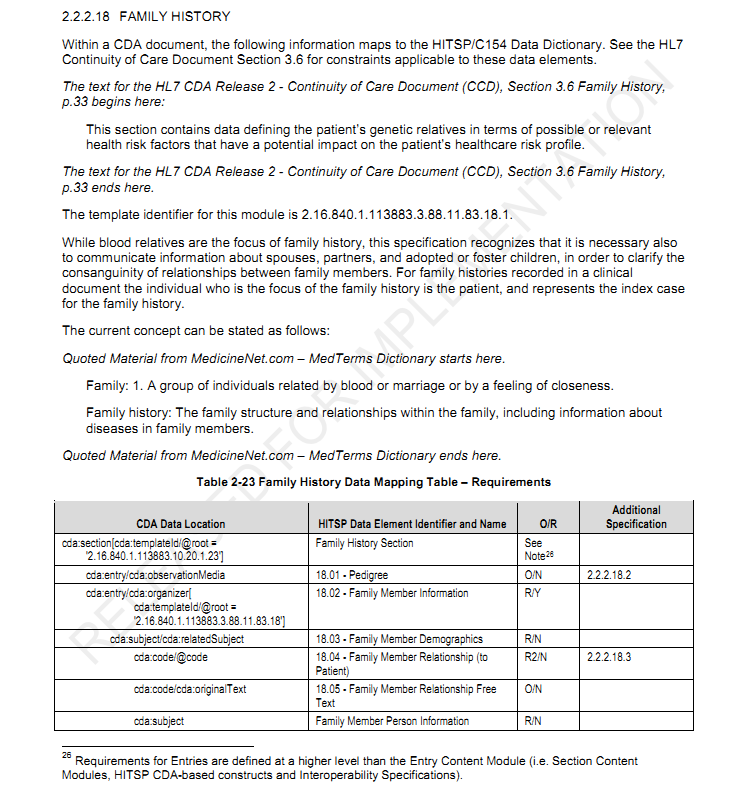 2.2.2.18 FAMILY HISTORY
Within a CDA document, the following information maps to the HITSP/C154 Data Dictionary. See the HL7
Continuity of Care Document Section 3.6 for constraints applicable to these data elements.
The text for the HL7 CDA Release 2 - Continuity of Care Document (CCD), Section 3.6 Family History,
p.33 begins here:
This section contains data defining the patient's genetic relatives in terms of possible or relevant
health risk factors that have a potential impact on the patient's healthcare risk profile.
The text for the HL7 CDA Release 2 - Continuity of Care Document (CCD), Section 3.6 Family History,
p.33 ends here.
The template identifier for this module is 2.16.840.1.113883.3.88.11.83.18.1.
While blood relatives are the focus of family history, this specification recognizes that it is necessary also
to communicate information about spouses, partners, and adopted or foster children, in order to clarify the
consanguinity of relationships between family members. For family histories recorded in a clinical
document the individual who is the focus of the family history is the patient, and represents the index case
for the family history.
The current concept can be stated as follows:
Quoted Material from MedicineNet.com – MedTerms Dictionary starts here.
Family: 1. A group of individuals related by blood or marriage or by a feeling of closeness.
Family history: The family structure and relationships within the family, including information about
diseases in family members.
Quoted Material from MedicineNet.com – MedTerms Dictionary ends here.
Table 2-23 Family History Data Mapping Table – Requirements
CDA Data Location HITSP Data Element Identifier and Name O/R Additional
Specification
cda:section[cda:templateId/@root = Family History Section See
'2.16.840.1.113883.10.20.1.23'] Note26
cda:entry/cda:observationMedia 18.01 - Pedigree O/N 2.2.2.18.2
cda:entry/cda:organizer[ 18.02 - Family Member Information R/Y
cda:templateId/@root =
'2.16.840.1.113883.3.88.11.83.18']
cda:subject/cda:relatedSubject 18.03 - Family Member Demographics R/N
cda:code/@code 18.04 - Family Member Relationship (to R2/N 2.2.2.18.3
Patient)
cda:code/cda:originalText 18.05 - Family Member Relationship Free O/N
Text
cda:subject Family Member Person Information R/N
26 Requirements for Entries are defined at a higher level than the Entry Content Module (i.e. Section Content
Modules, HITSP CDA-based constructs and Interoperability Specifications).
RELEASED FOR IMPLEMENTATION